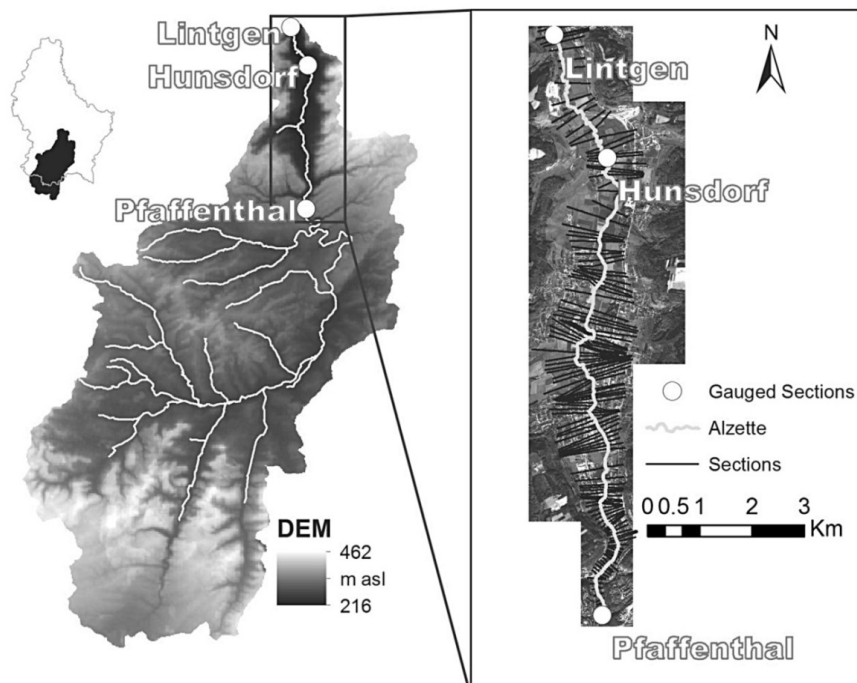 Lintgen
Hunsdorf
Pfaffenthal
DEM
462
m asl
216
N
Lintgen
Hunsdorf
Gauged Sections
Alzette
Sections
0 0.5 1 2 3
Km
Pfaffenthal